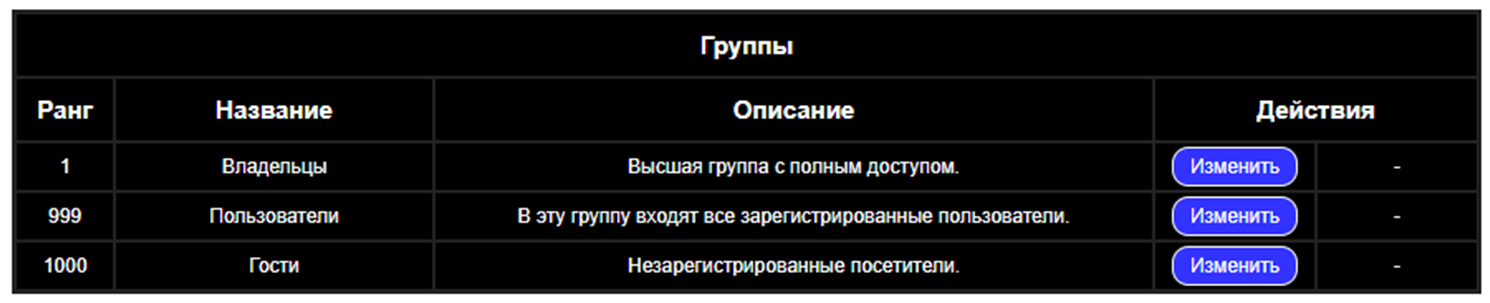 Группы
Ранг Название Описание Действия
1 Владельцы Высшая группа с полным доступом. Изменить -
999 Пользователи В эту группу входят все зарегистрированные пользователи. Изменить -
1000 Гости Незарегистрированные посетители. Изменить -